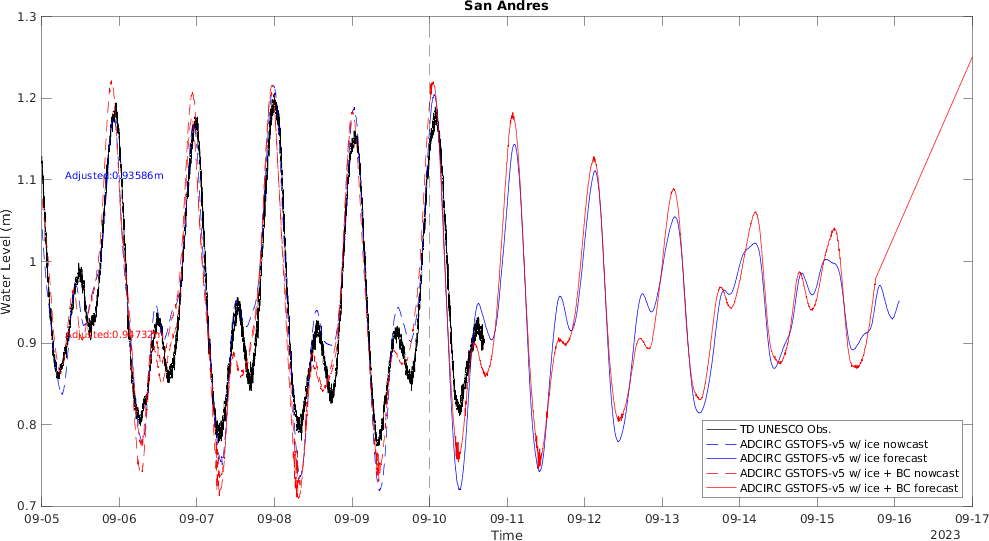 San Andres
1.3
1.2
1.1
1
0.9
0.8
0.7
Water Level (m)
Adjusted:0.93586m
Adjusted:0.94732m
TD UNESCO Obs.
ADCIRC GSTOFS-v5 w/ ice nowcast
ADCIRC GSTOFS-v5 w/ ice forecast
ADCIRC GSTOFS-v5 w/ ice + BC nowcast
ADCIRC GSTOFS-v5 w/ ice + BC forecast
09-05 09-06 09-07 09-08 09-09 09-10 09-11 09-12 09-13 09-14 09-15 09-16 09-17
Time
2023